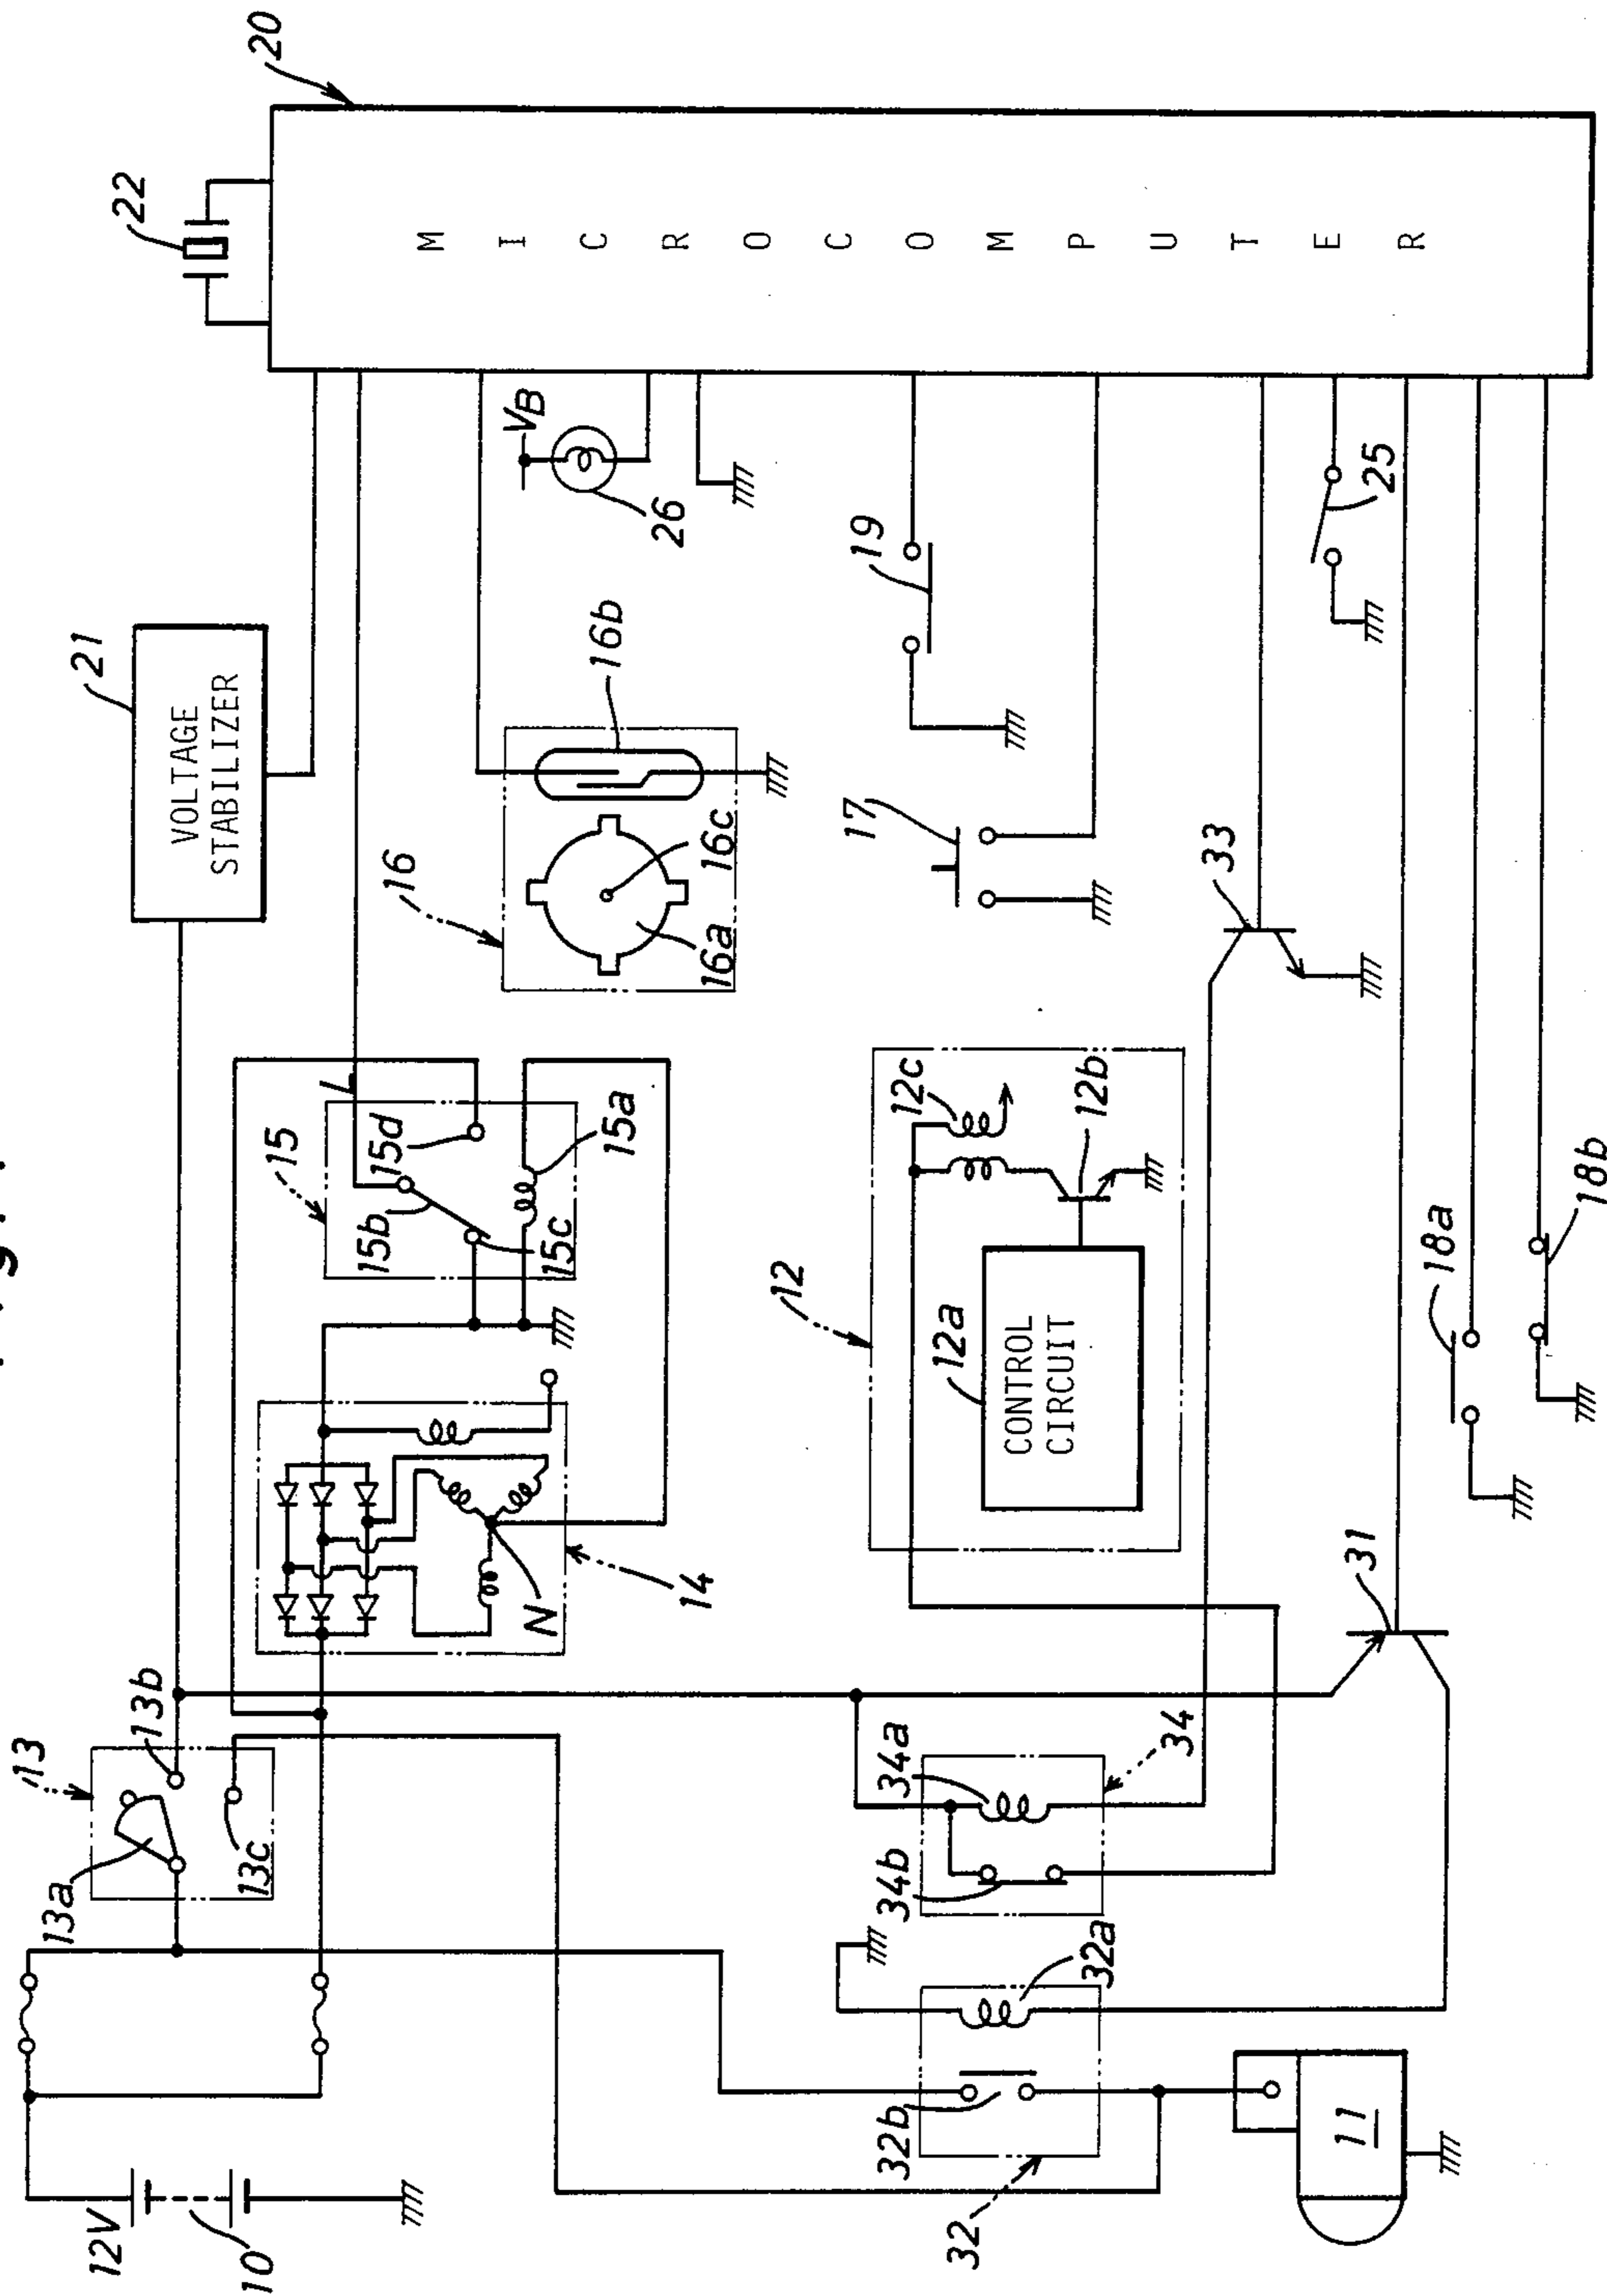 13
12V
10
13a
13b
21
22
20
VOLTAGE
STABILIZER
13c
15
L
15b
15d
16
15c
15a
16a
16c
16b
VB
26
N
14
MICROCOMPUTER
12
17
19
32b
34b
34a
12a
12c
32
32a
34
CONTROL
CIRCUIT
12b
33
11
31
25
18a
18b